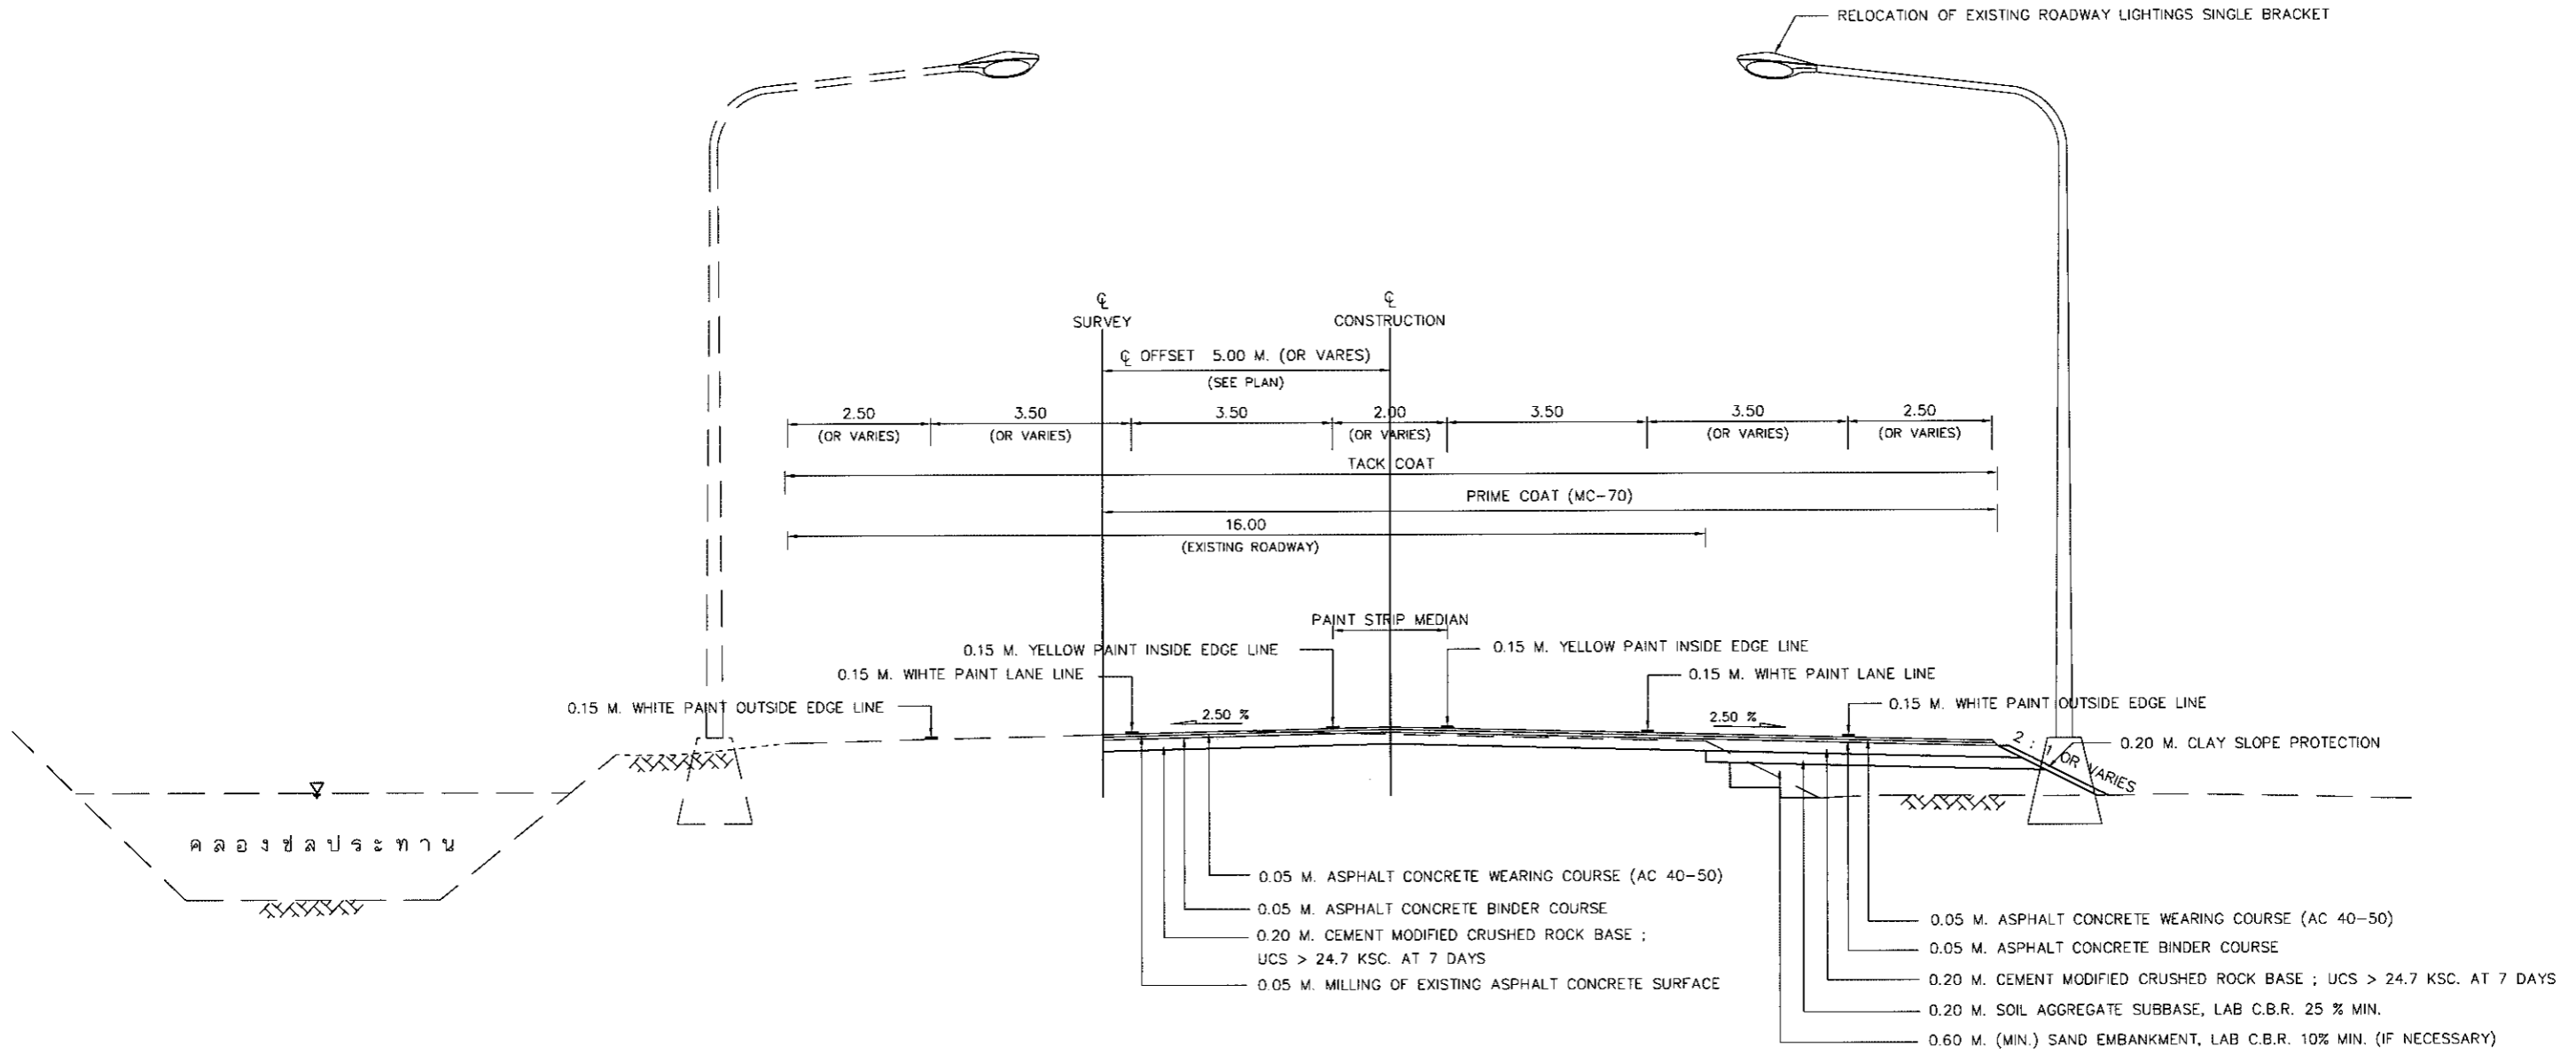 RELOCATION OF EXISTING ROADWAY LIGHTINGS SINGLE BRACKET
℄ ℄
SURVEY CONSTRUCTION
℄ OFFSET 5.00 M. (OR VARES)
(SEE PLAN)
2.50 3.50 3.50 2.00 3.50 3.50 2.50
(OR VARIES) (OR VARIES) (OR VARIES) (OR VARIES) (OR VARIES)
TACK COAT
PRIME COAT (MC-70)
16.00
(EXISTING ROADWAY)
PAINT STRIP MEDIAN
0.15 M. YELLOW PAINT INSIDE EDGE LINE 0.15 M. YELLOW PAINT INSIDE EDGE LINE
0.15 M. WIHTE PAINT LANE LINE 0.15 M. WIHTE PAINT LANE LINE
0.15 M. WHITE PAINT OUTSIDE EDGE LINE 2.50 % 2.50 % 0.15 M. WHITE PAINT OUTSIDE EDGE LINE
2 : 1 OR VARIES
0.20 M. CLAY SLOPE PROTECTION
คลองชลประทาน
0.05 M. ASPHALT CONCRETE WEARING COURSE (AC 40-50)
0.05 M. ASPHALT CONCRETE BINDER COURSE
0.20 M. CEMENT MODIFIED CRUSHED ROCK BASE ;
UCS > 24.7 KSC. AT 7 DAYS
0.05 M. MILLING OF EXISTING ASPHALT CONCRETE SURFACE
0.05 M. ASPHALT CONCRETE WEARING COURSE (AC 40-50)
0.05 M. ASPHALT CONCRETE BINDER COURSE
0.20 M. CEMENT MODIFIED CRUSHED ROCK BASE ; UCS > 24.7 KSC. AT 7 DAYS
0.20 M. SOIL AGGREGATE SUBBASE, LAB C.B.R. 25 % MIN.
0.60 M. (MIN.) SAND EMBANKMENT, LAB C.B.R. 10% MIN. (IF NECESSARY)